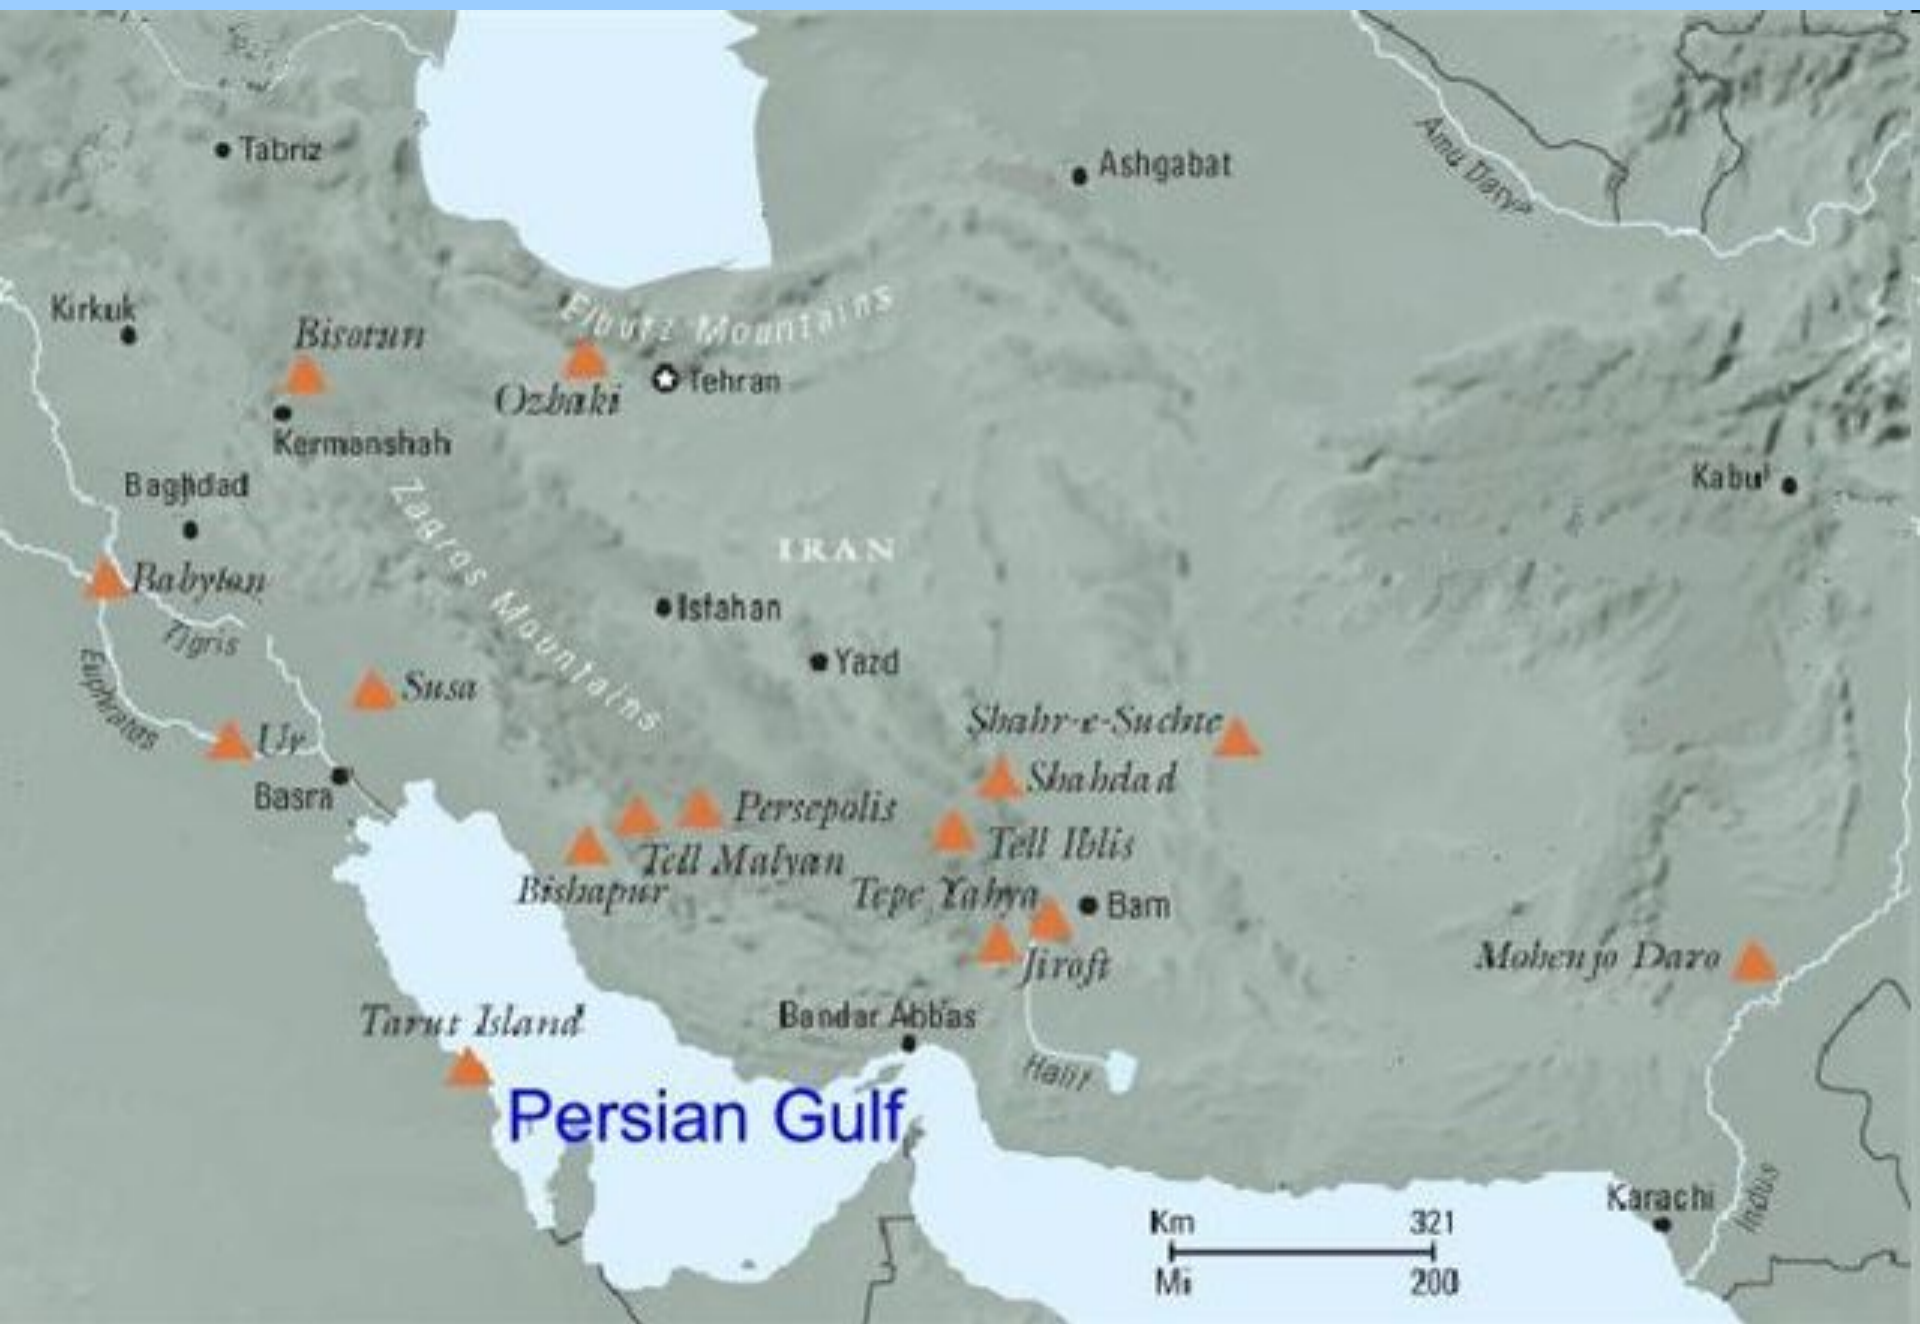 Tabriz
Ashgabat
Amu Darya
Kirkuk
Bisotun
Elburz Mountains
Ozbaki
Tehran
Kermanshah
Baghdad
Kabul
Zagros Mountains
IRAN
Babylon
Isfahan
Tigris
Yazd
Euphrates
Susa
Shahr-e-Suchte
Ur
Shahdad
Basra
Persepolis
Tell Iblis
Tell Malyan
Bishapur
Tepe Yahya
Bam
Jiroft
Mohenjo Daro
Tarut Island
Bandar Abbas
Persian Gulf
Karachi
Indus
Km 321
Mi 200